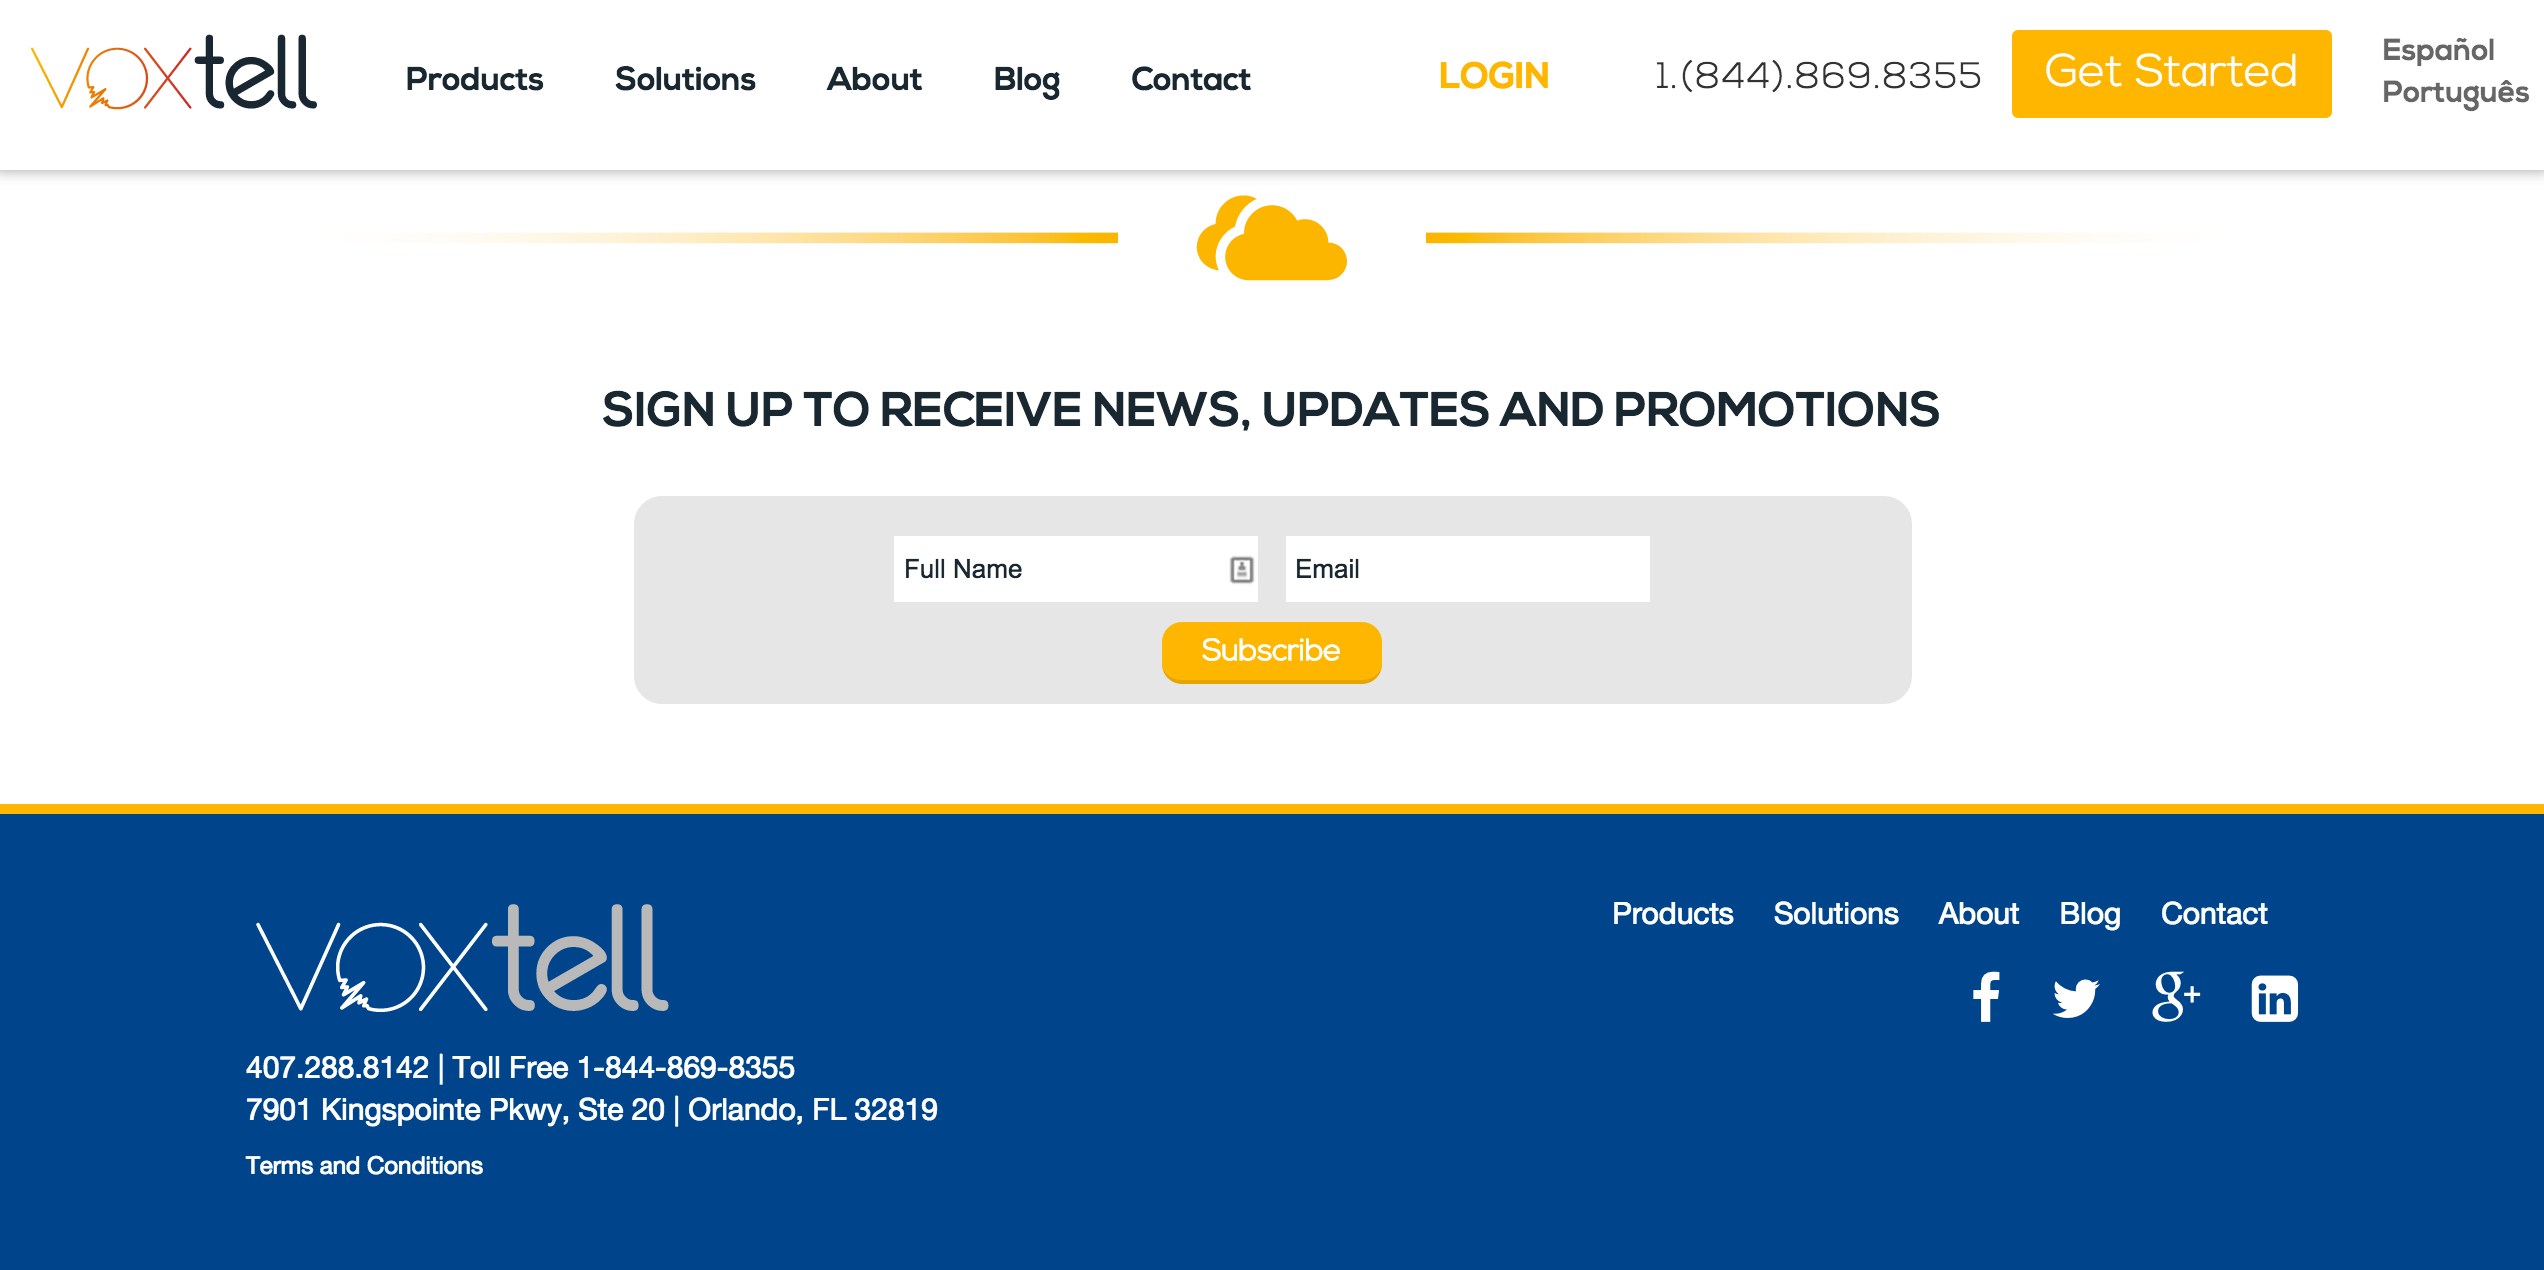 voxtell
Products Solutions About Blog Contact LOGIN 1.(844).869.8355 Get Started
Español
Português
SIGN UP TO RECEIVE NEWS, UPDATES AND PROMOTIONS
Full Name Email
Subscribe
voxtell
Products Solutions About Blog Contact
407.288.8142 | Toll Free 1-844-869-8355
7901 Kingspointe Pkwy, Ste 20 | Orlando, FL 32819
Terms and Conditions